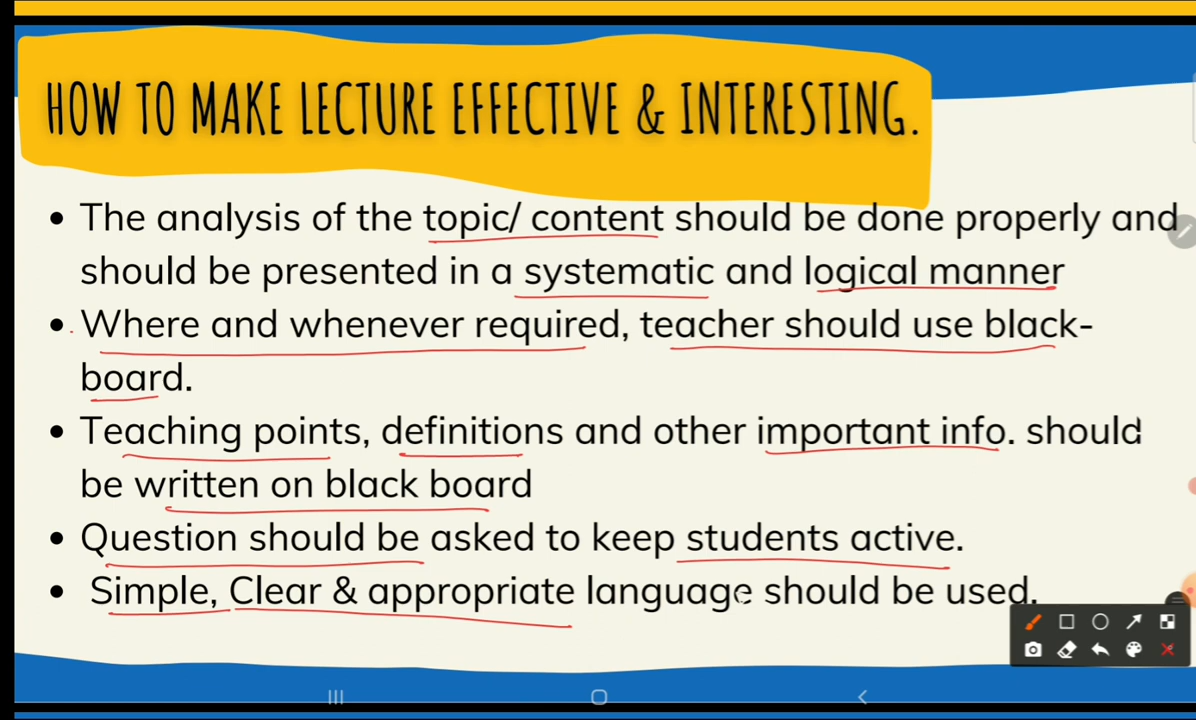 HOW TO MAKE LECTURE EFFECTIVE & INTERESTING.
• The analysis of the topic/ content should be done properly and
should be presented in a systematic and logical manner
• Where and whenever required, teacher should use black-
board.
• Teaching points, definitions and other important info. should
be written on black board
• Question should be asked to keep students active.
• Simple, Clear & appropriate language should be used.